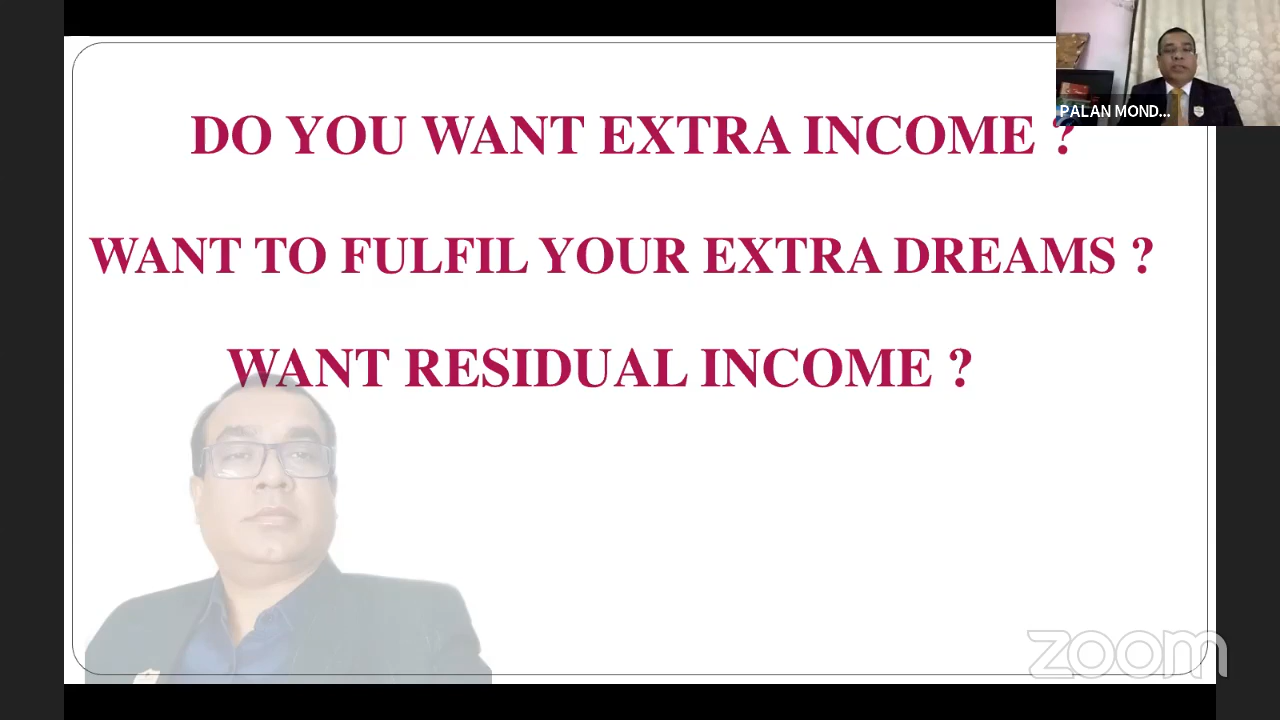 PALAN MOND...
DO YOU WANT EXTRA INCOME ?
WANT TO FULFIL YOUR EXTRA DREAMS ?
WANT RESIDUAL INCOME ?
zoom